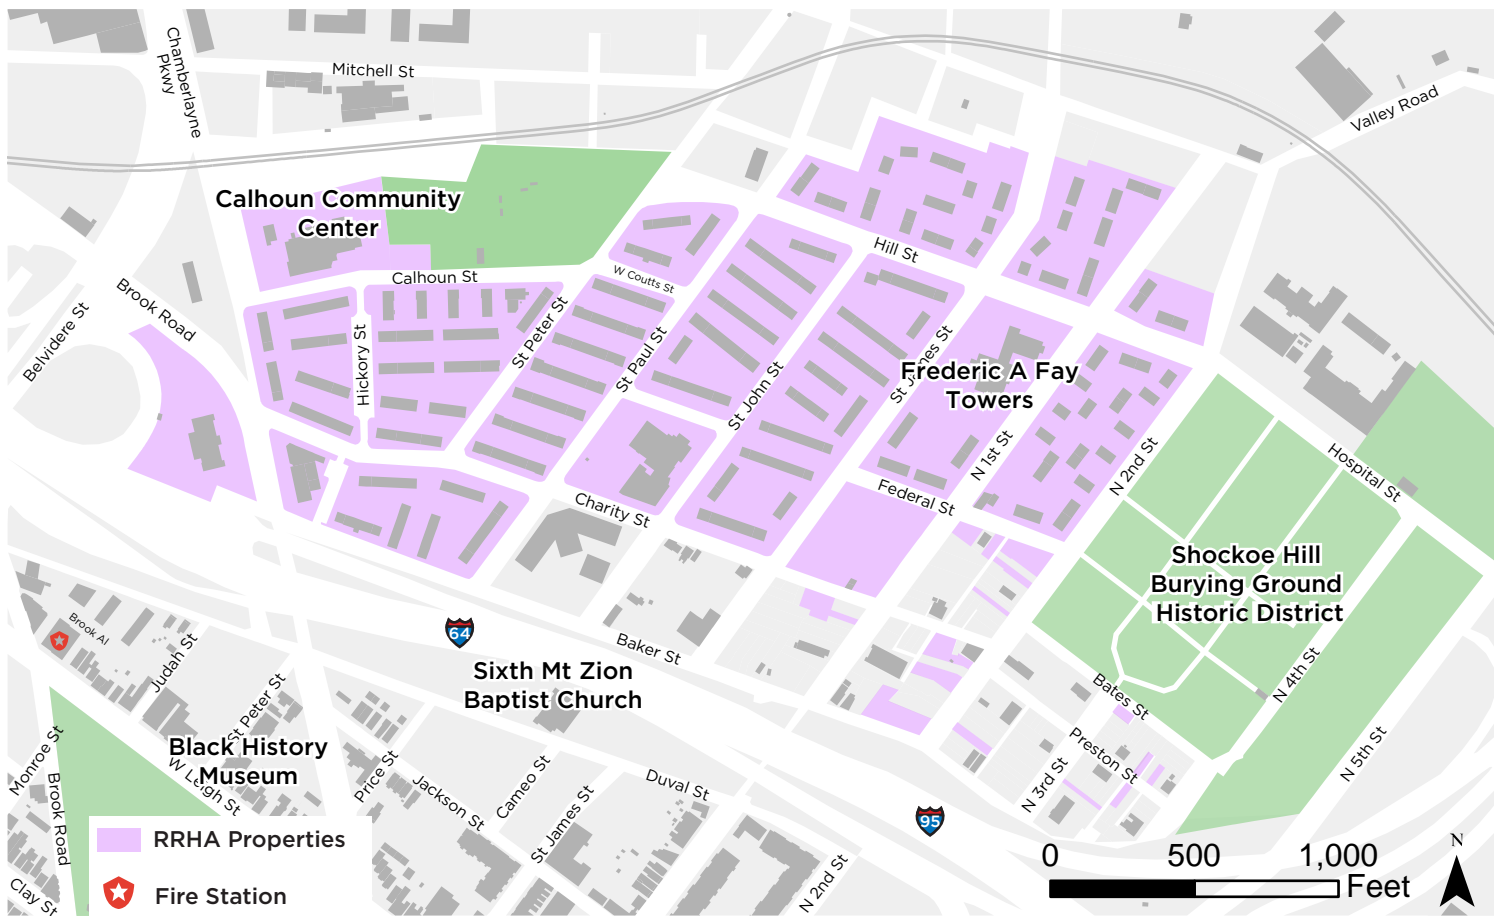 Chamberlayne
Pkwy
Mitchell St
Valley Road
Calhoun Community
Center
Hill St
Calhoun St
W Coutts St
Brook Road
Belvidere St
Hickory St
St Peter St
St Paul St
St John St
St James St
Frederic A Fay
Towers
N 1st St
N 2nd St
Hospital St
Federal St
Charity St
Shockoe Hill
Burying Ground
Historic District
Brook Al
Judah St
64
Baker St
Sixth Mt Zion
Baptist Church
St Peter St
N 4th St
Bates St
Preston St
N 3rd St
N 5th St
Monroe St
Black History
Museum
W Leigh St
Brook Road
Price St
Jackson St
Cameo St
St James St
Duval St
95
N 2nd St
Clay St
RRHA Properties
Fire Station
0 500 1,000
Feet
N